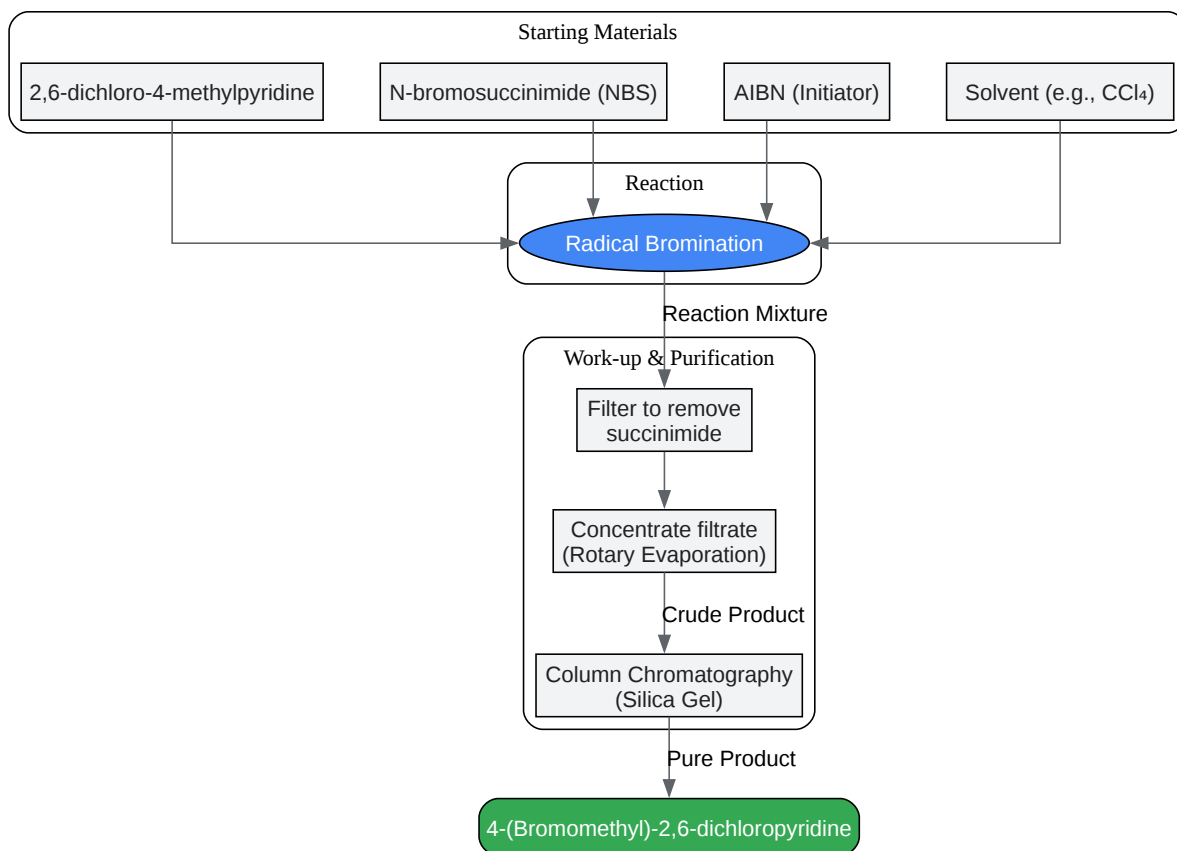 Starting Materials
2,6-dichloro-4-methylpyridine
N-bromosuccinimide (NBS)
AIBN (Initiator)
Solvent (e.g., CCl₄)
Reaction
Radical Bromination
Reaction Mixture
Work-up & Purification
Filter to remove
succinimide
Concentrate filtrate
(Rotary Evaporation)
Crude Product
Column Chromatography
(Silica Gel)
Pure Product
4-(Bromomethyl)-2,6-dichloropyridine